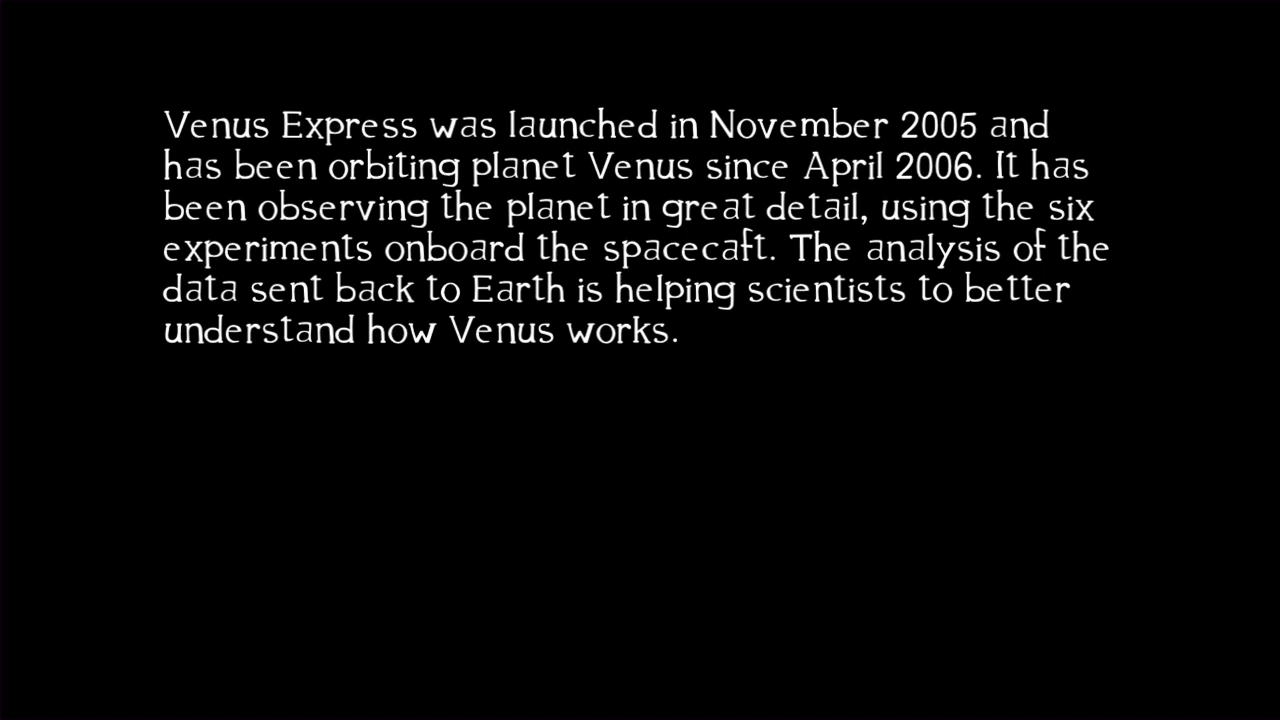 Venus Express was launched in November 2005 and
has been orbiting planet Venus since April 2006. It has
been observing the planet in great detail, using the six
experiments onboard the spacecaft. The analysis of the
data sent back to Earth is helping scientists to better
understand how Venus works.